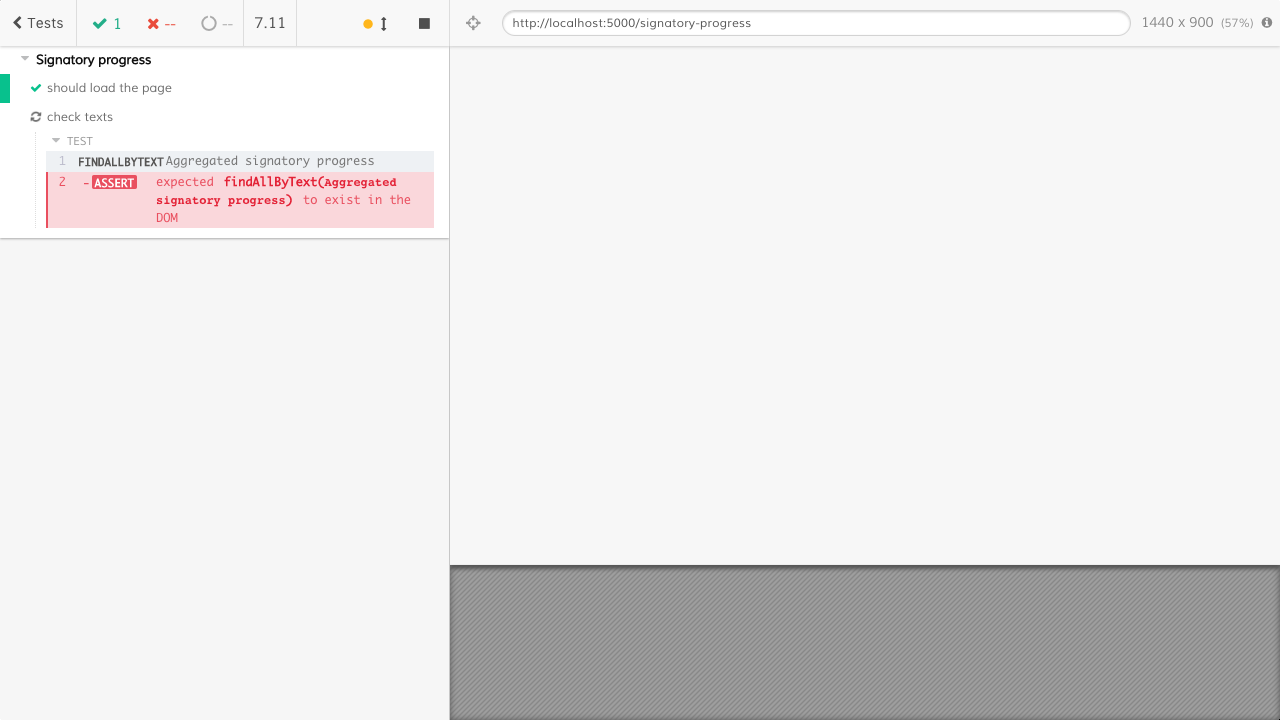 Tests 1 -- -- 7.11
http://localhost:5000/signatory-progress 1440 x 900 (57%)
Signatory progress
should load the page
check texts
TEST
1 FINDALLBYTEXT Aggregated signatory progress
2 -ASSERT expected findAllByText(Aggregated
signatory progress) to exist in the
DOM